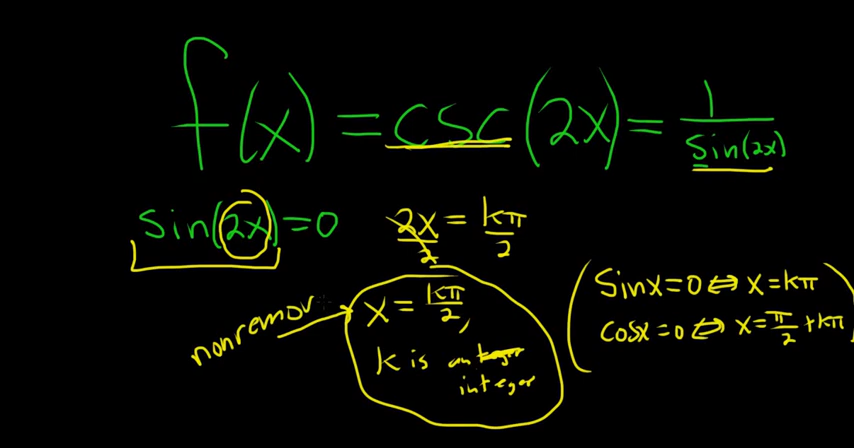 f(x) = csc(2x) = 1/sin(2x)
sin(2x) = 0
2x/2 = kπ/2
x = kπ/2,
k is an
integer
nonremov
(sinx = 0 ⇔ x = kπ
cosx = 0 ⇔ x = π/2 + kπ)